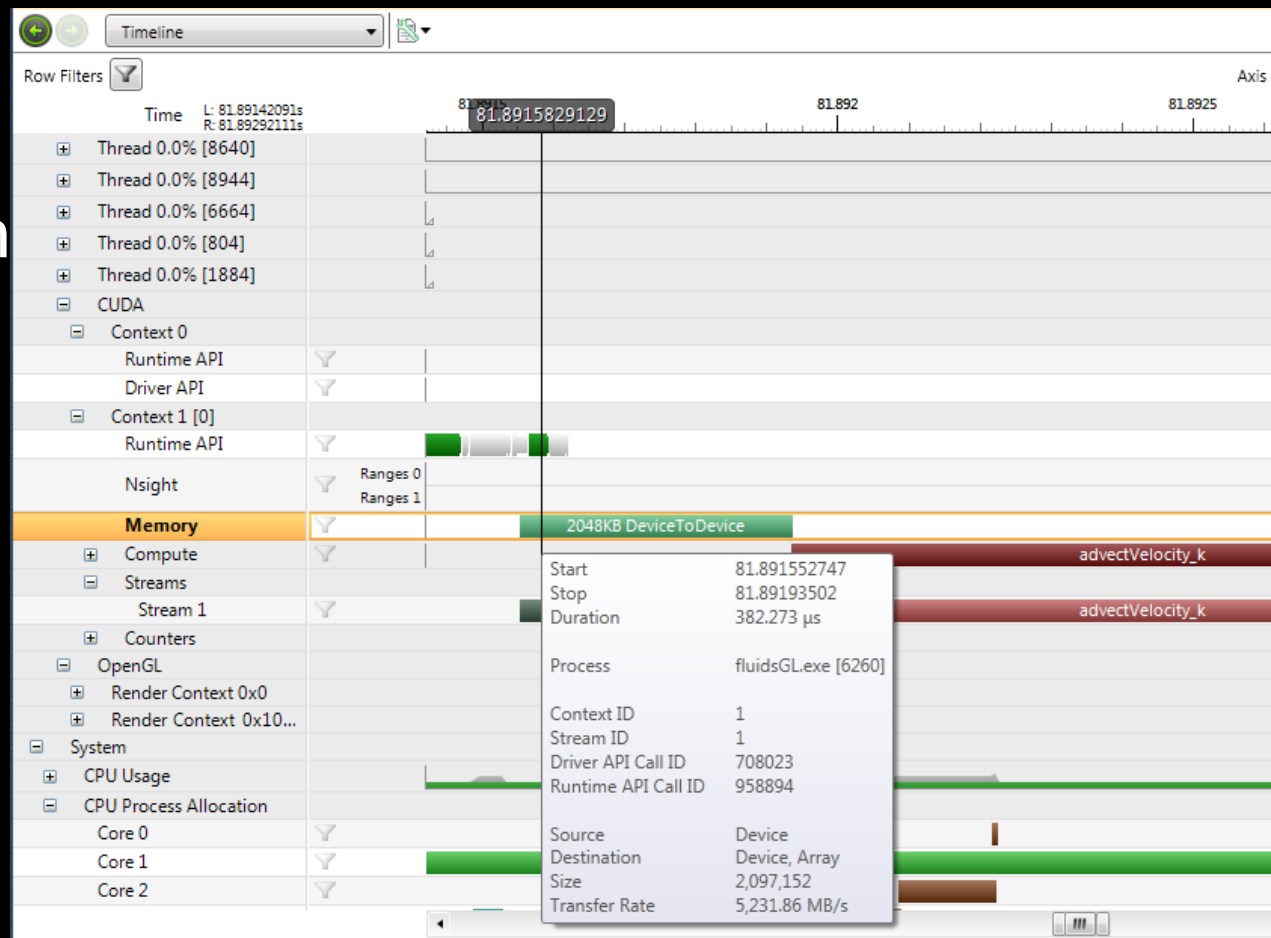 Timeline
Row Filters
Axis
Time L: 81.89142091s
R: 81.89292111s
81.8915829129
81.892
81.8925
Thread 0.0% [8640]
Thread 0.0% [8944]
Thread 0.0% [6664]
n
Thread 0.0% [804]
Thread 0.0% [1884]
CUDA
Context 0
Runtime API
Driver API
Context 1 [0]
Runtime API
Nsight
Ranges 0
Ranges 1
Memory 2048KB DeviceToDevice
Compute advectVelocity_k
Streams
Stream 1 advectVelocity_k
Counters
OpenGL
Render Context 0x0
Render Context 0x10...
System
CPU Usage
CPU Process Allocation
Core 0
Core 1
Core 2
Start 81.891552747
Stop 81.89193502
Duration 382.273 μs
Process fluidsGL.exe [6260]
Context ID 1
Stream ID 1
Driver API Call ID 708023
Runtime API Call ID 958894
Source Device
Destination Device, Array
Size 2,097,152
Transfer Rate 5,231.86 MB/s